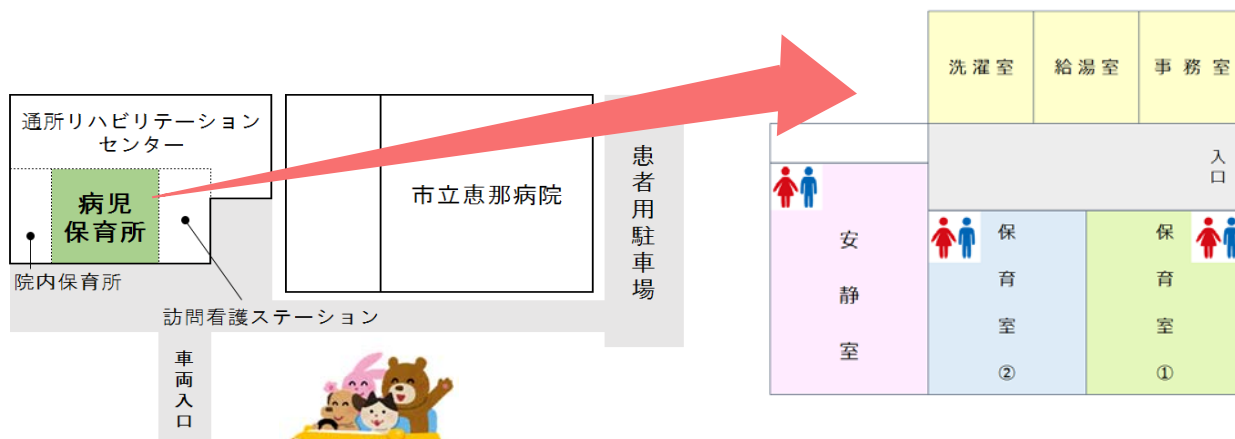 通所リハビリテーション
センター
病児
保育所
院内保育所
訪問看護ステーション
車両入口
市立恵那病院
患者用駐車場
洗濯室
給湯室
事務室
入口
安静室
保育室②
保育室①